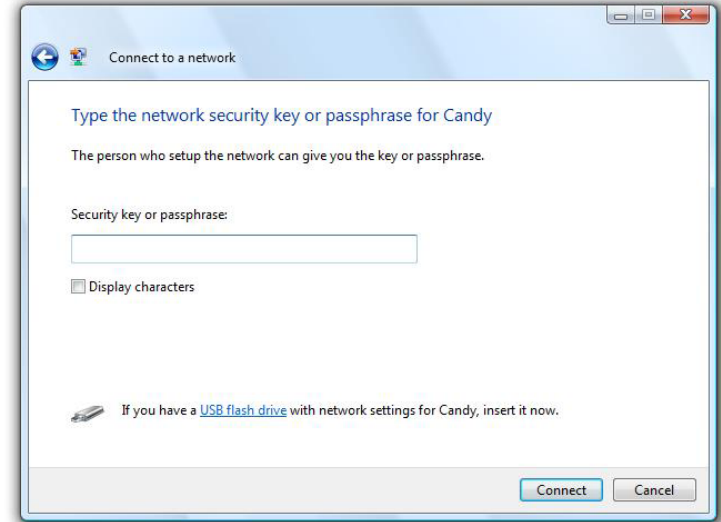 Connect to a network
Type the network security key or passphrase for Candy
The person who setup the network can give you the key or passphrase.
Security key or passphrase:
Display characters
If you have a USB flash drive with network settings for Candy, insert it now.
Connect Cancel